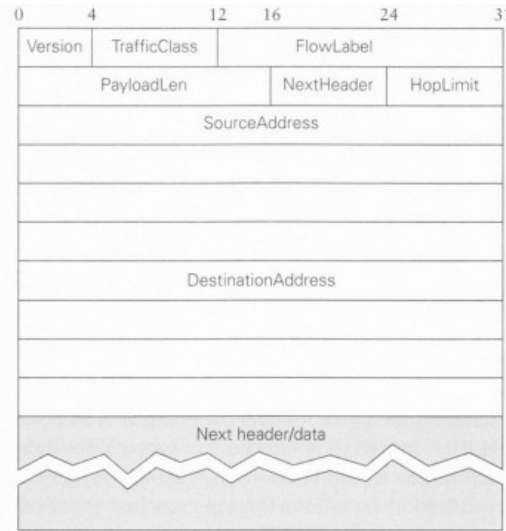 0 4 12 16 24 31
Version TrafficClass FlowLabel
PayloadLen NextHeader HopLimit
SourceAddress
DestinationAddress
Next header/data